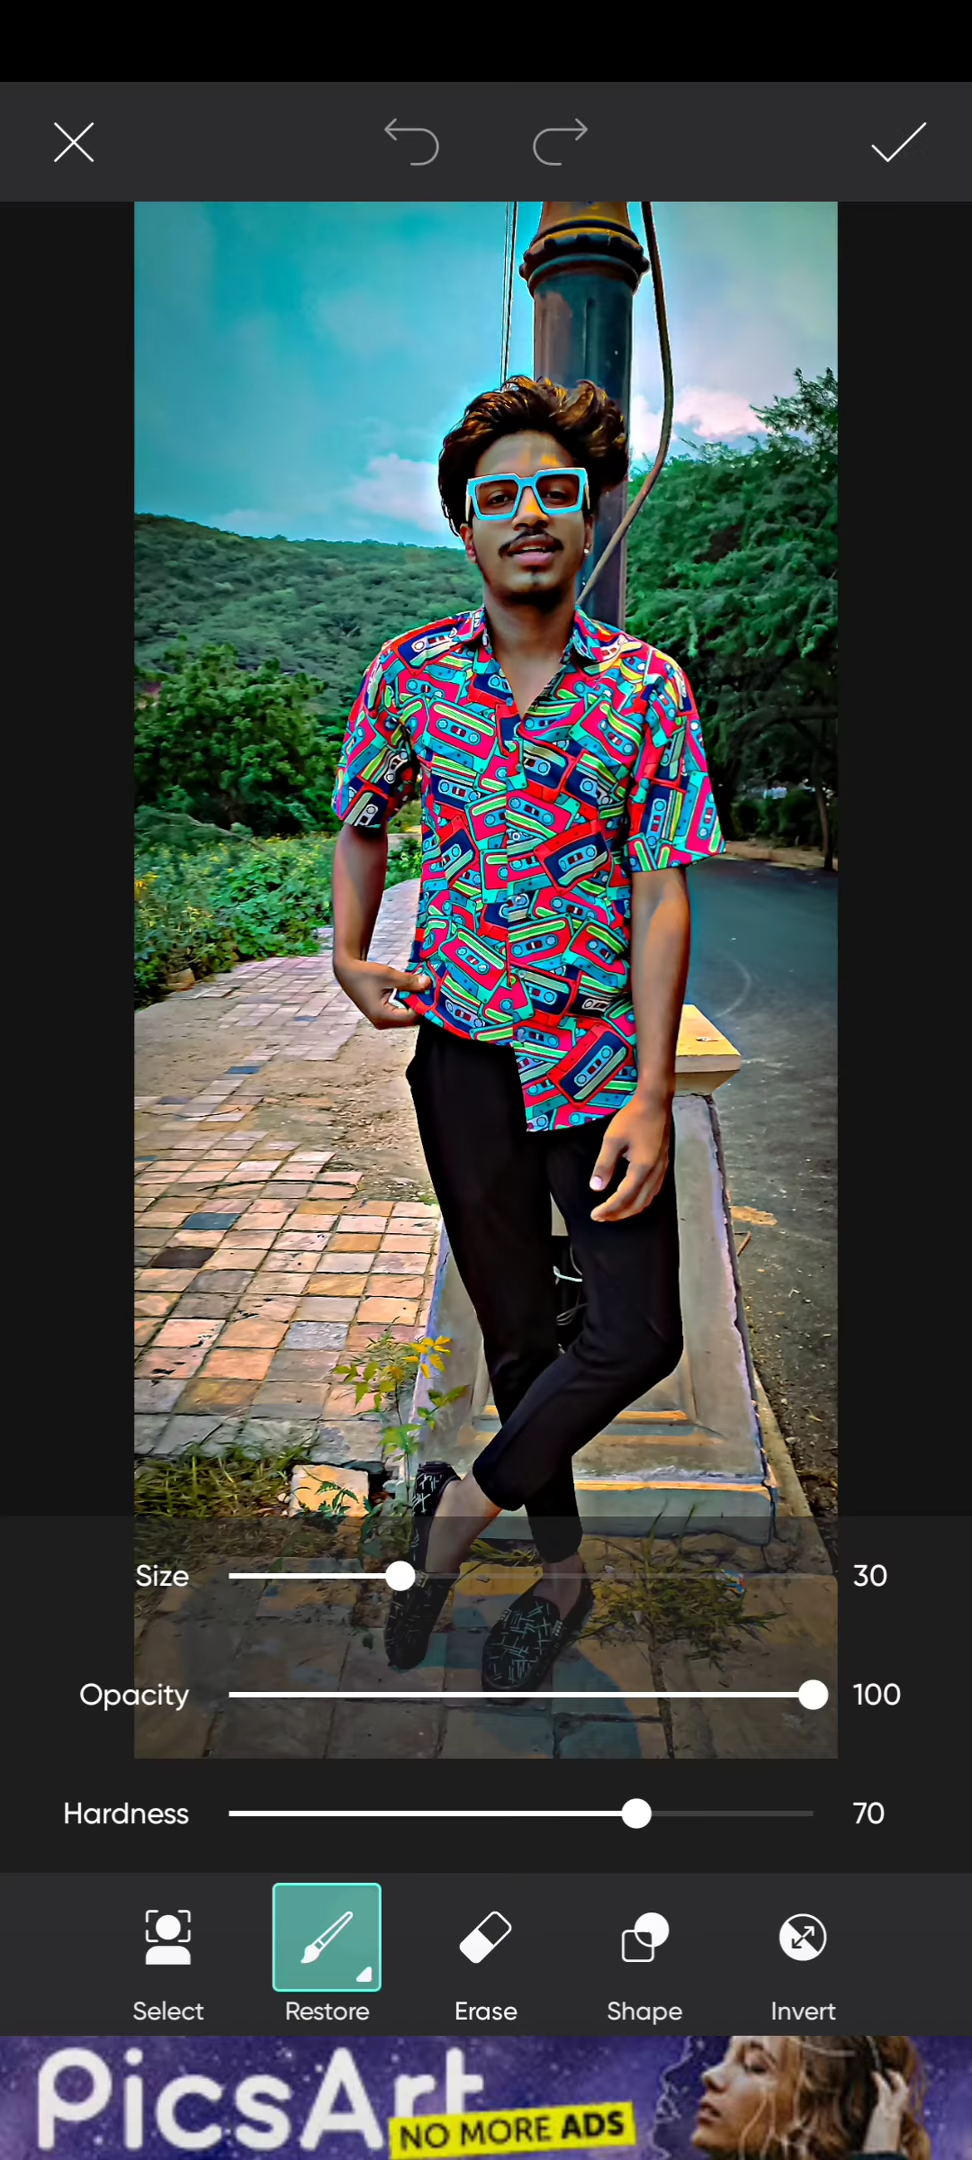 Size 30
Opacity 100
Hardness 70
Select Restore Erase Shape Invert
PicsArt
NO MORE ADS